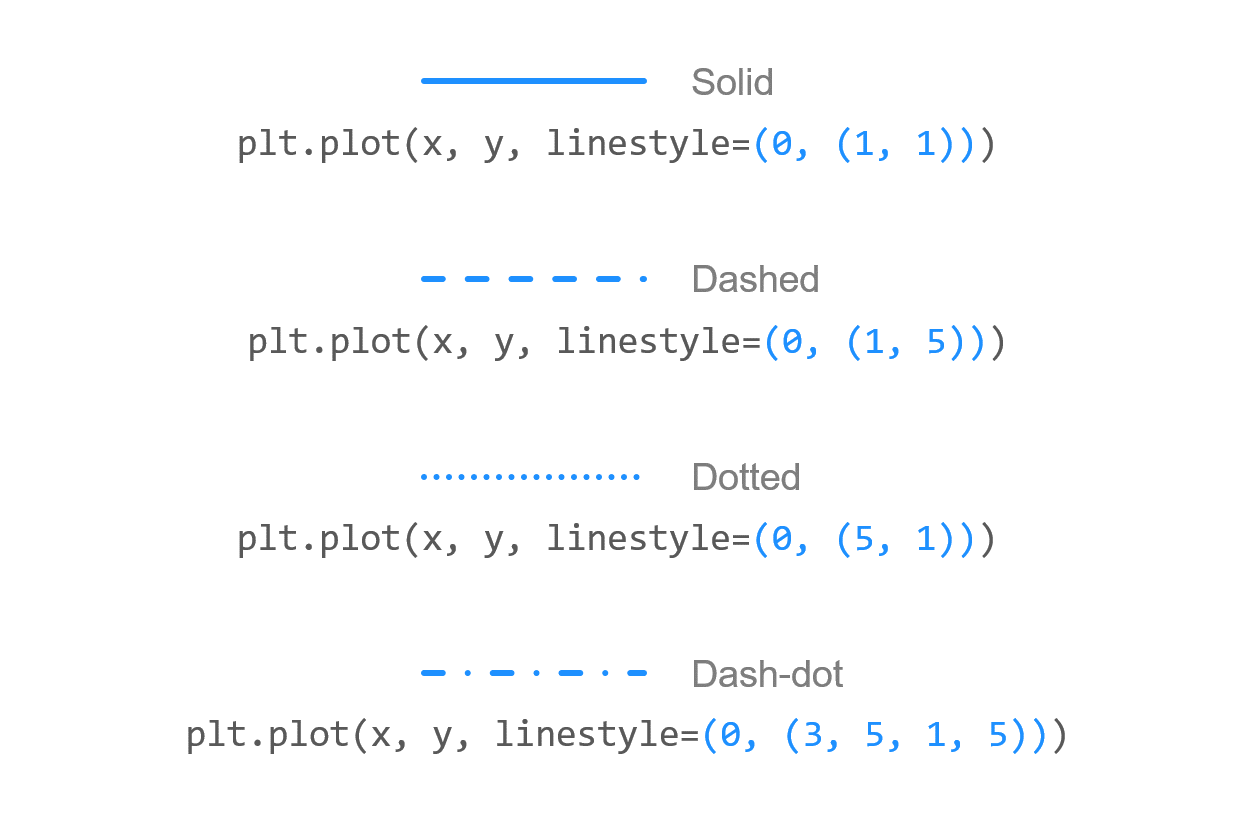 Solid
plt.plot(x, y, linestyle=(0, (1, 1)))
Dashed
plt.plot(x, y, linestyle=(0, (1, 5)))
Dotted
plt.plot(x, y, linestyle=(0, (5, 1)))
Dash-dot
plt.plot(x, y, linestyle=(0, (3, 5, 1, 5)))